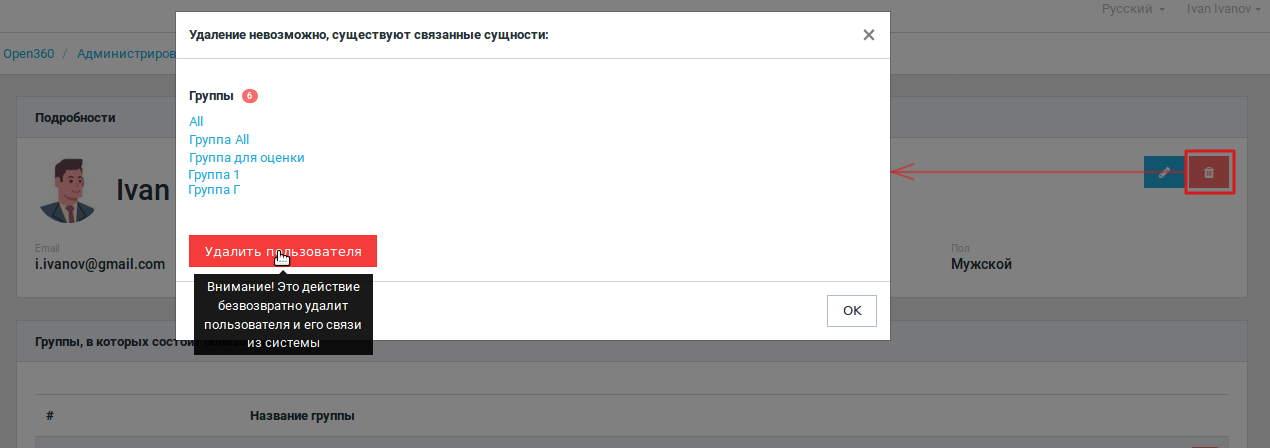 Русский
Ivan Ivanov
Удаление невозможно, существуют связанные сущности:
×
Open360 / Администриров
Группы 6
Подробности
All
Группа All
Группа для оценки
Группа 1
Группа Г
Ivan
Удалить пользователя
Email
Пол
i.ivanov@gmail.com
Мужской
Внимание! Это действие
безвозвратно удалит
пользователя и его связи
из системы
OK
Группы, в которых состои
#
Название группы